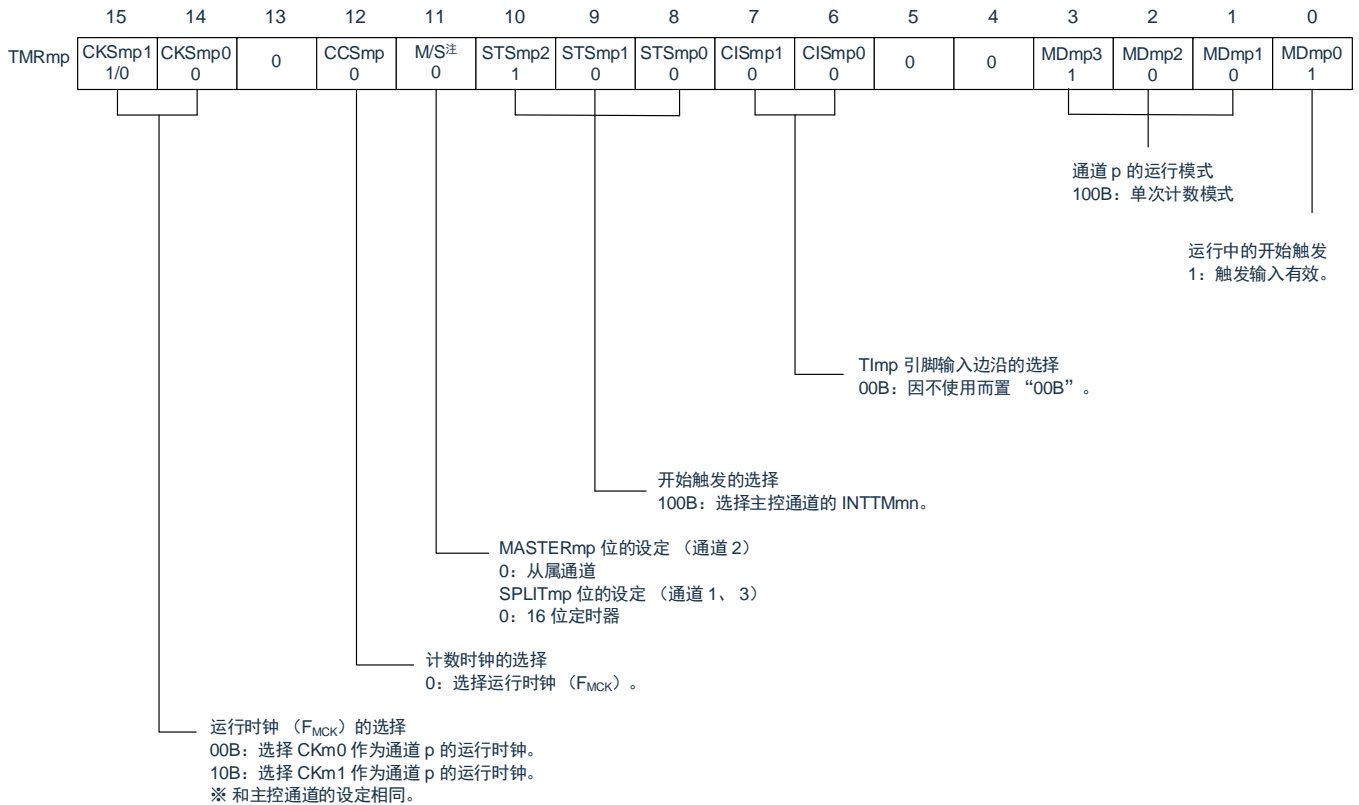 15 14 13 12 11 10 9 8 7 6 5 4 3 2 1 0
TMRmp CKSmp1 CKSmp0 0 CCSmp M/S注 STSmp2 STSmp1 STSmp0 CISmp1 CISmp0 0 0 MDmp3 MDmp2 MDmp1 MDmp0
1/0 0 0 0 1 0 0 0 0 1 0 0 1
通道 p 的运行模式
100B：单次计数模式
运行中的开始触发
1：触发输入有效。
TImp 引脚输入边沿的选择
00B：因不使用而置 “00B”。
开始触发的选择
100B：选择主控通道的 INTTMmn。
MASTERmp 位的设定 （通道 2）
0：从属通道
SPLITmp 位的设定 （通道 1、 3）
0：16 位定时器
计数时钟的选择
0：选择运行时钟 （FMCK）。
运行时钟 （FMCK）的选择
00B：选择 CKm0 作为通道 p 的运行时钟。
10B：选择 CKm1 作为通道 p 的运行时钟。
※ 和主控通道的设定相同。